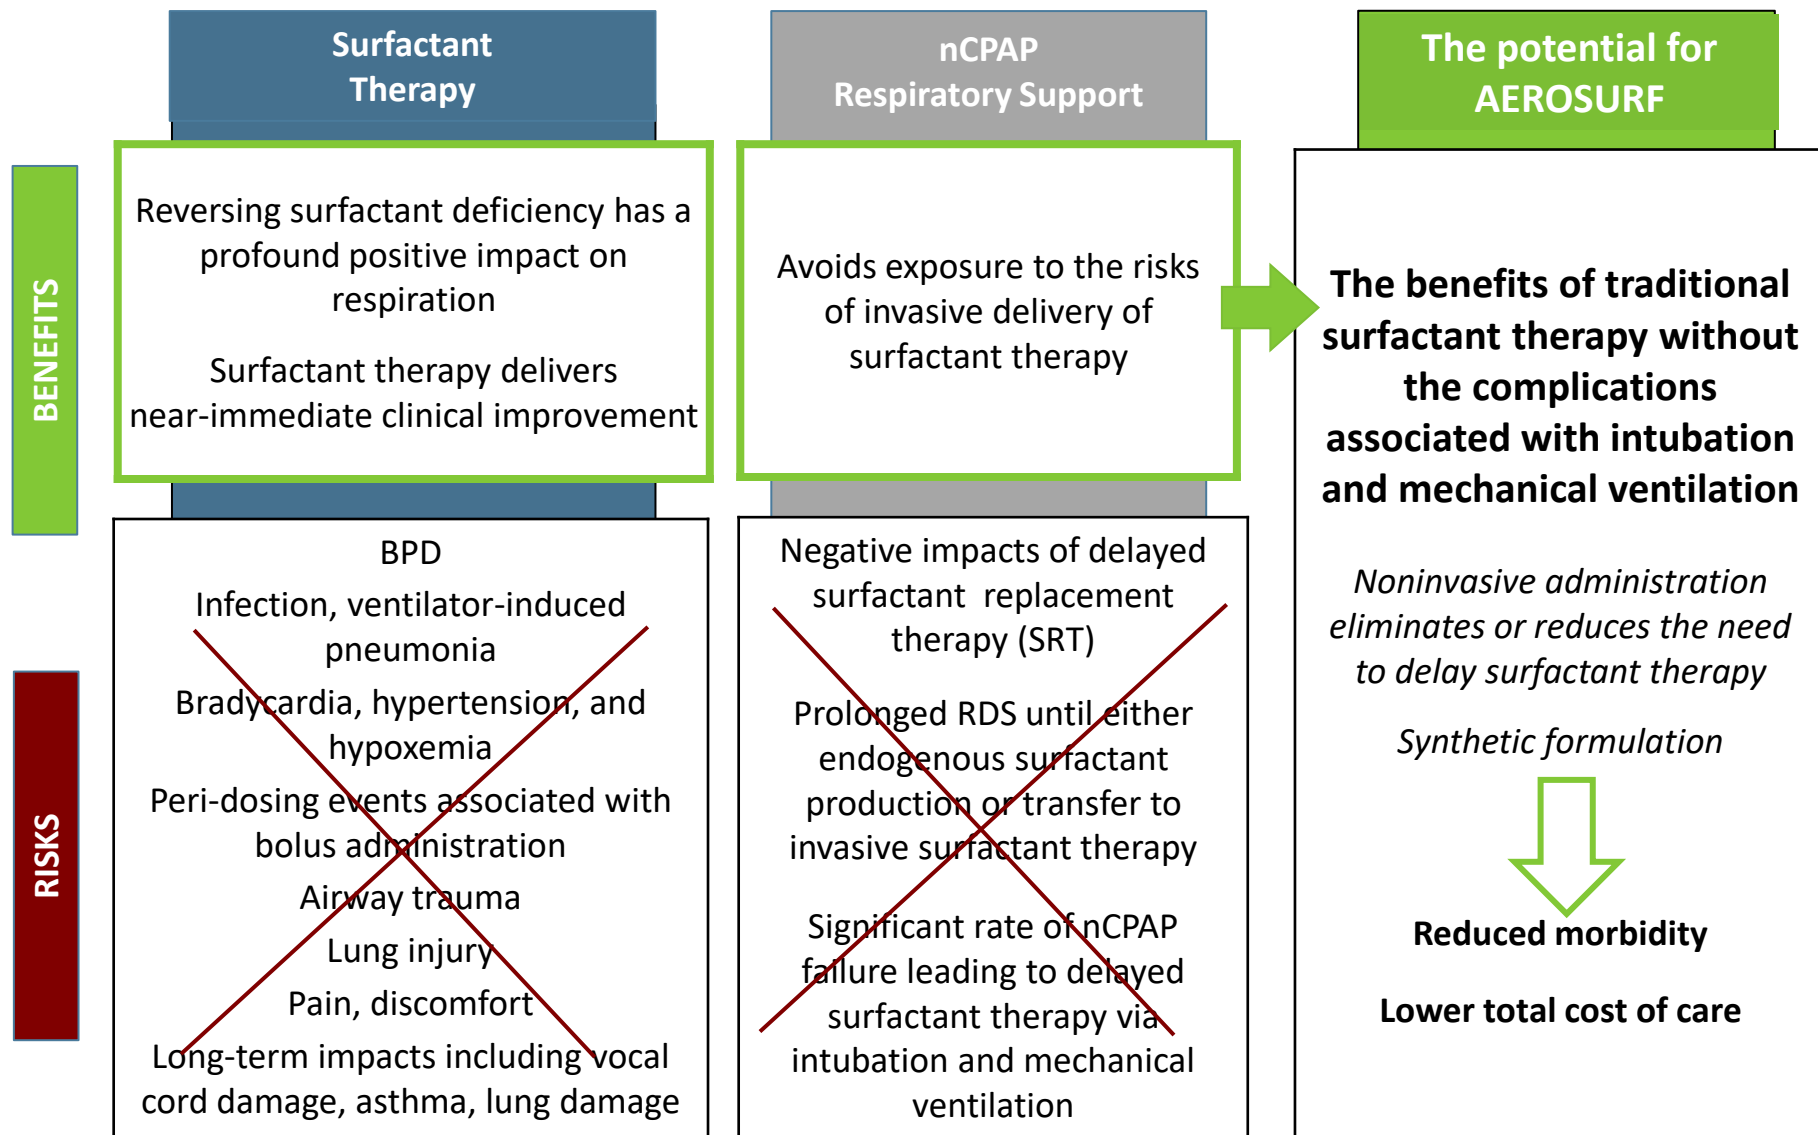 Surfactant
Therapy
nCPAP
Respiratory Support
The potential for
AEROSURF
BENEFITS
Reversing surfactant deficiency has a
profound positive impact on
respiration
Surfactant therapy delivers
near-immediate clinical improvement
Avoids exposure to the risks
of invasive delivery of
surfactant therapy
The benefits of traditional
surfactant therapy without
the complications
associated with intubation
and mechanical ventilation
Noninvasive administration
eliminates or reduces the need
to delay surfactant therapy
Synthetic formulation
Reduced morbidity
Lower total cost of care
RISKS
BPD
Infection, ventilator-induced
pneumonia
Bradycardia, hypertension, and
hypoxemia
Peri-dosing events associated with
bolus administration
Airway trauma
Lung injury
Pain, discomfort
Long-term impacts including vocal
cord damage, asthma, lung damage
Negative impacts of delayed
surfactant replacement
therapy (SRT)
Prolonged RDS until either
endogenous surfactant
production or transfer to
invasive surfactant therapy
Significant rate of nCPAP
failure leading to delayed
surfactant therapy via
intubation and mechanical
ventilation